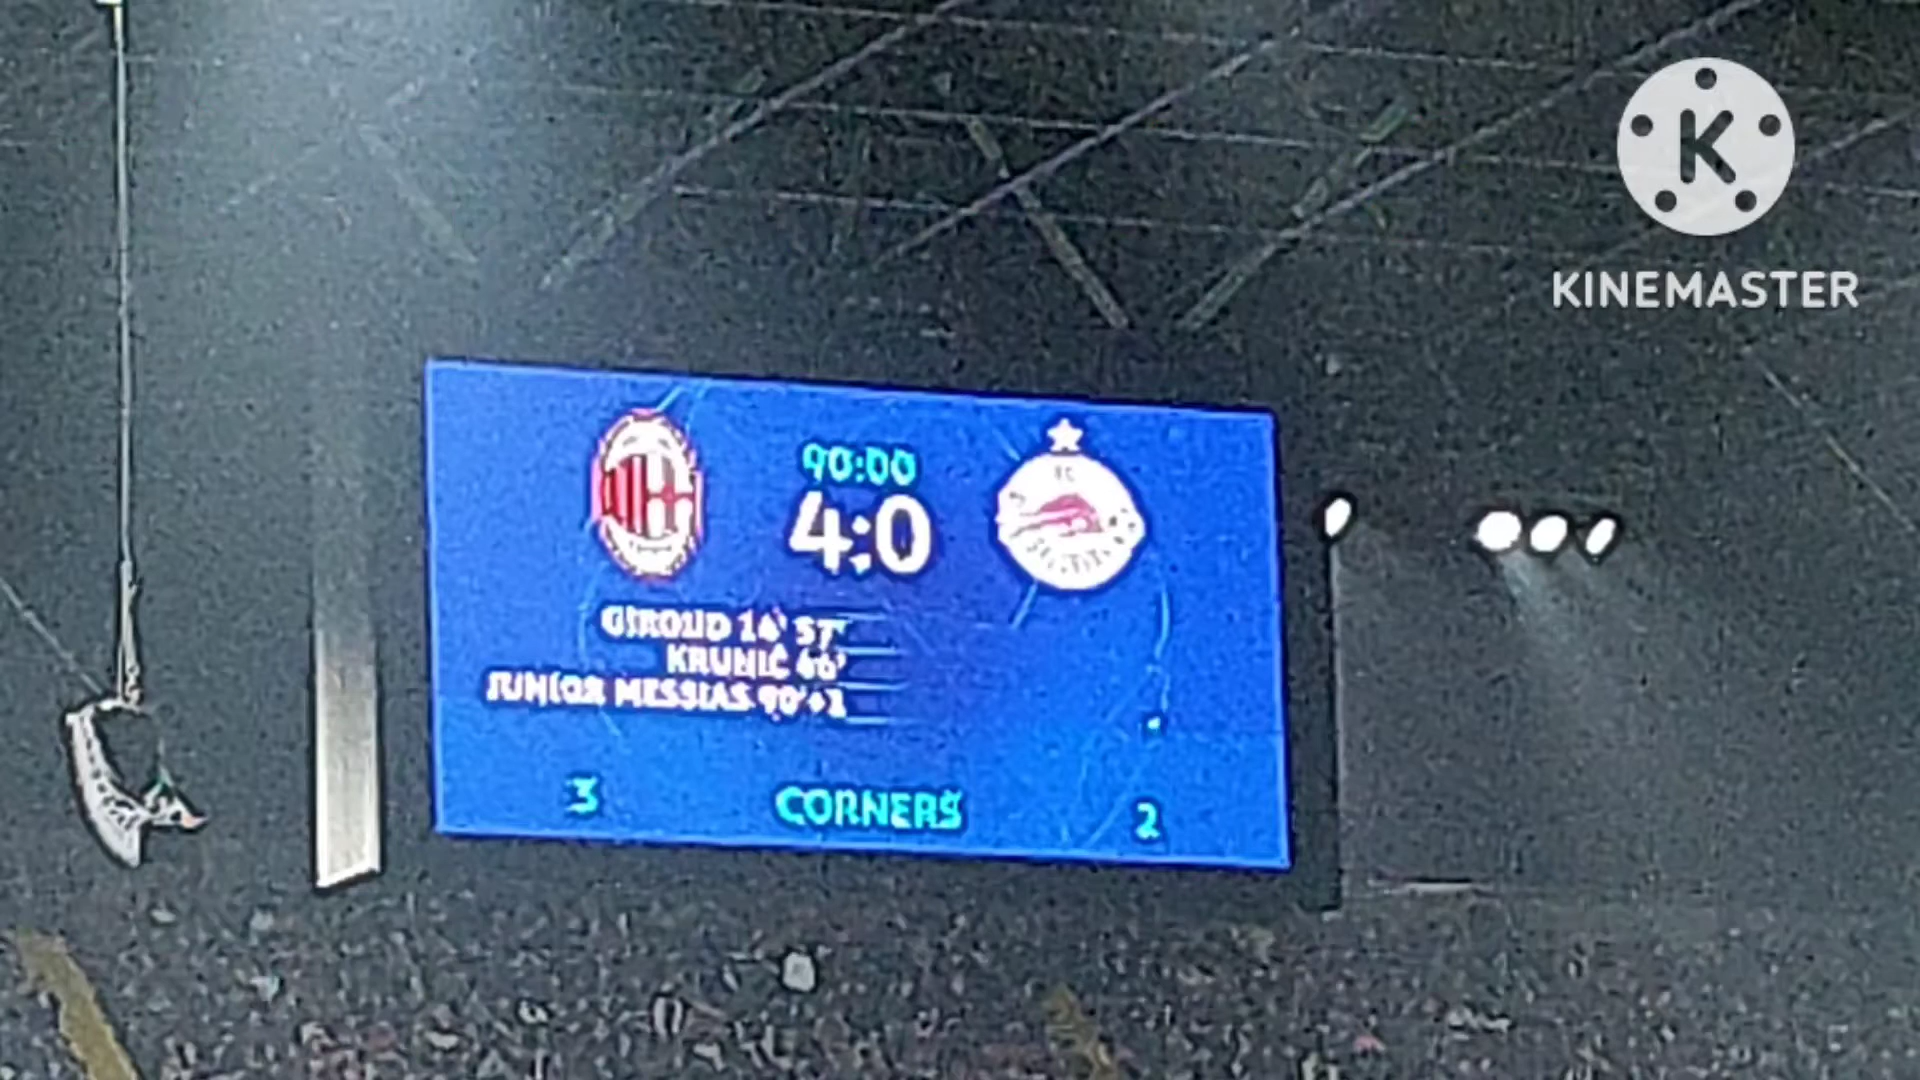 K
KINEMASTER
90:00
4:0
GIROUD 14' 57'
KRUNIĆ 46'
JUNIOR MESSIAS 90'+1
3 CORNERS 2